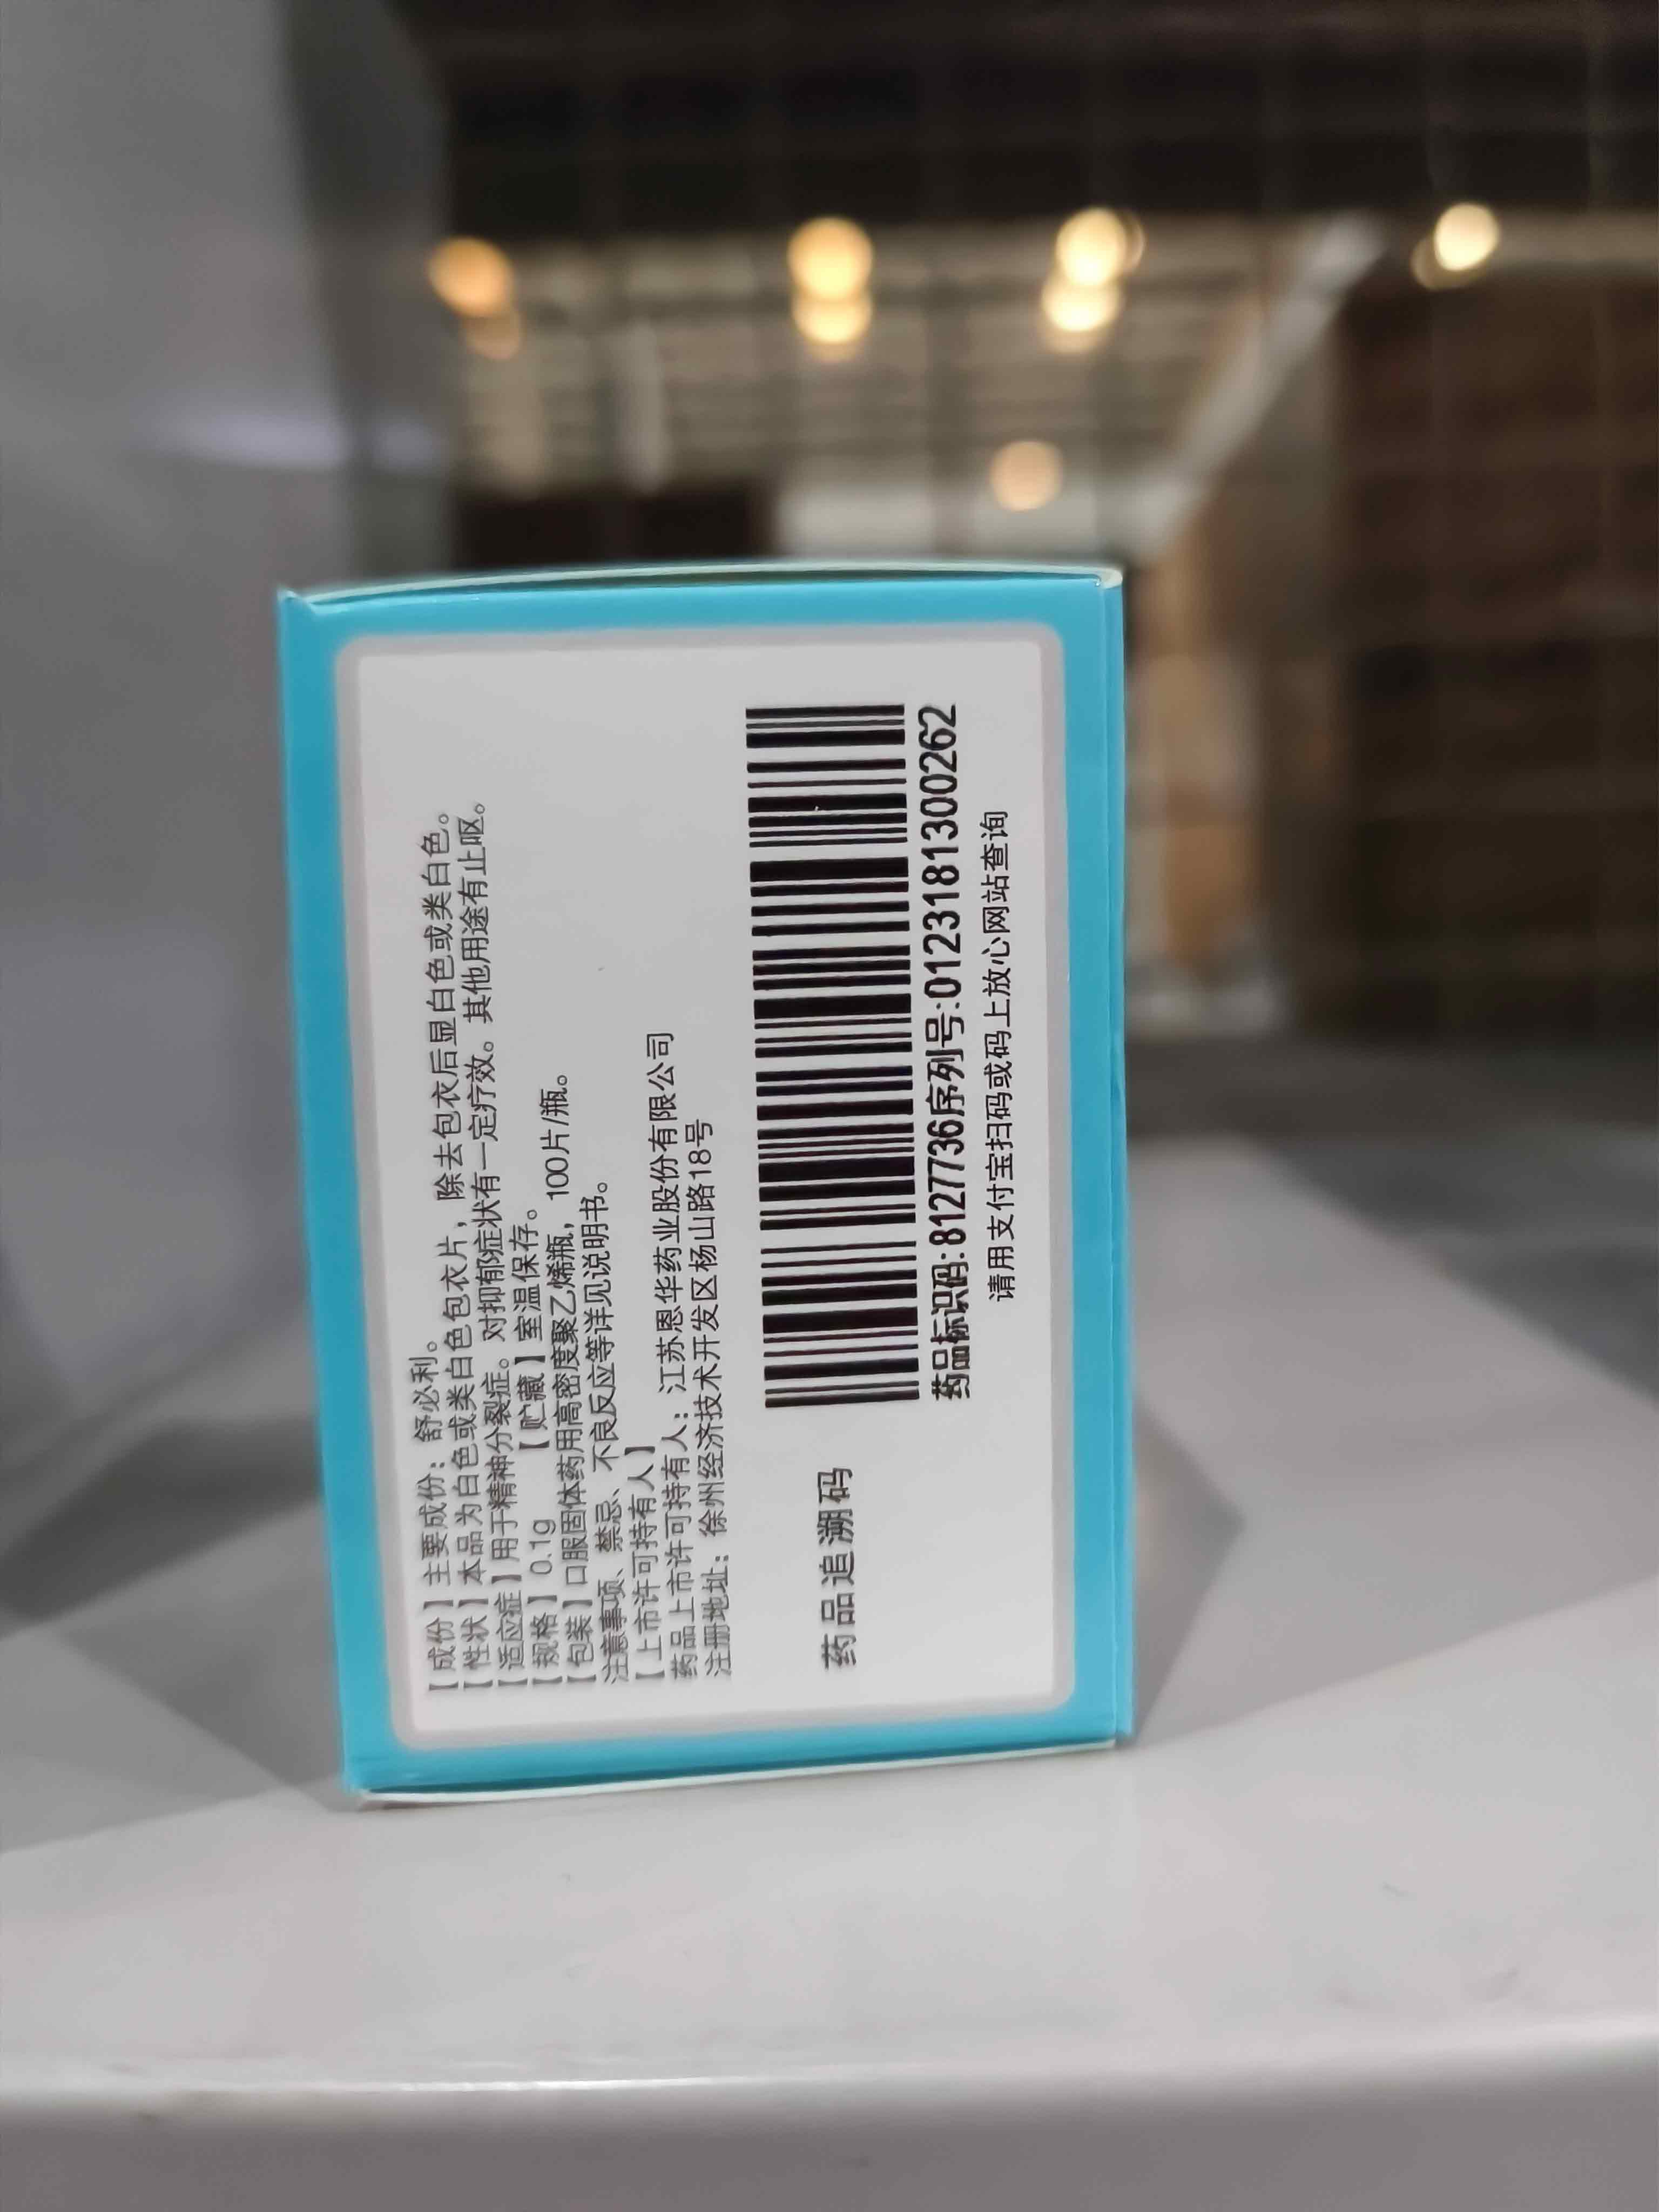 【成份】主要成份：舒必利。
【性状】本品为白色或类白色包衣片，除去包衣后显白色或类白色。
【适应症】用于精神分裂症。对抑郁症状有一定疗效。其他用途有止呕。
【规格】0.1g 【贮藏】室温保存。
【包装】口服固体药用高密度聚乙烯瓶，100片/瓶。
注意事项、禁忌、不良反应等详见说明书。
【上市许可持有人】
药品上市许可持有人：江苏恩华药业股份有限公司
注册地址：徐州经济技术开发区杨山路18号
药品追溯码
药品标识码:8127736序列号:0123181300262
请用支付宝扫码或码上放心网站查询